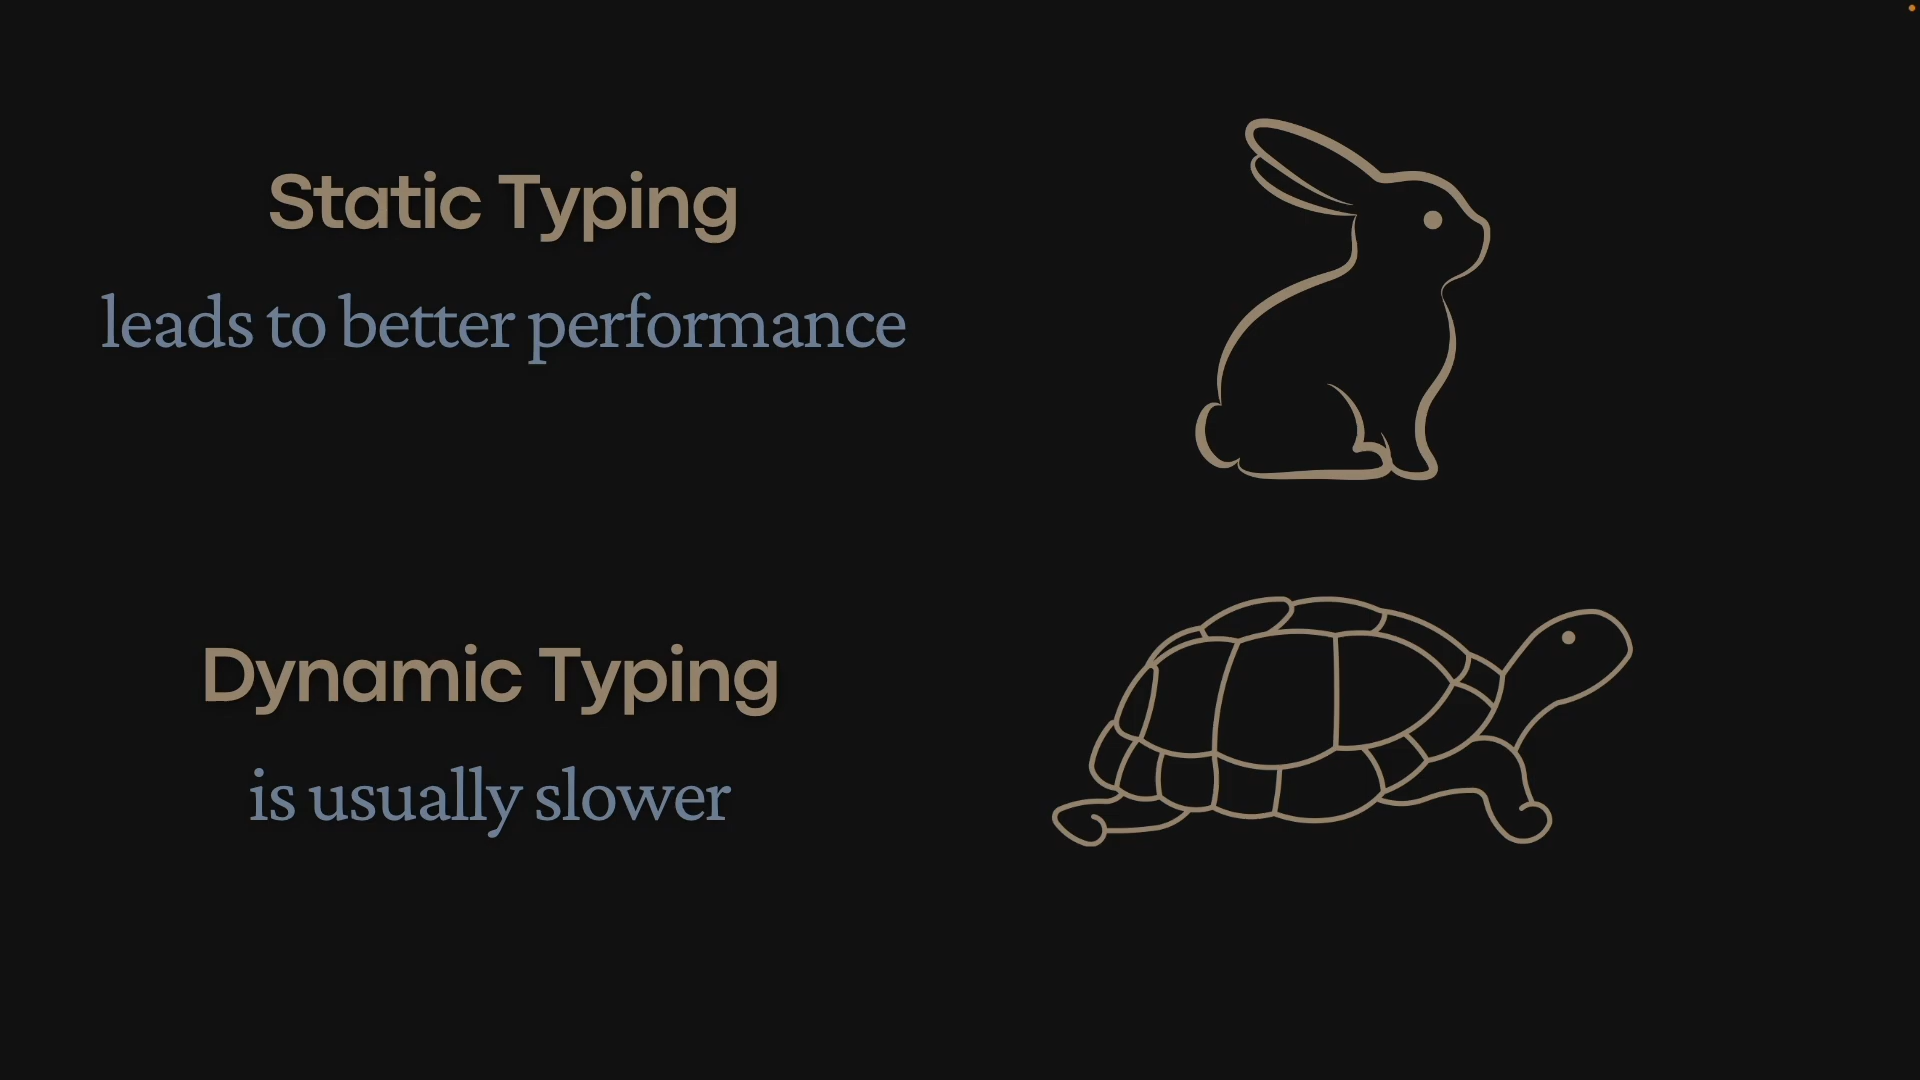 Static Typing
leads to better performance
Dynamic Typing
is usually slower